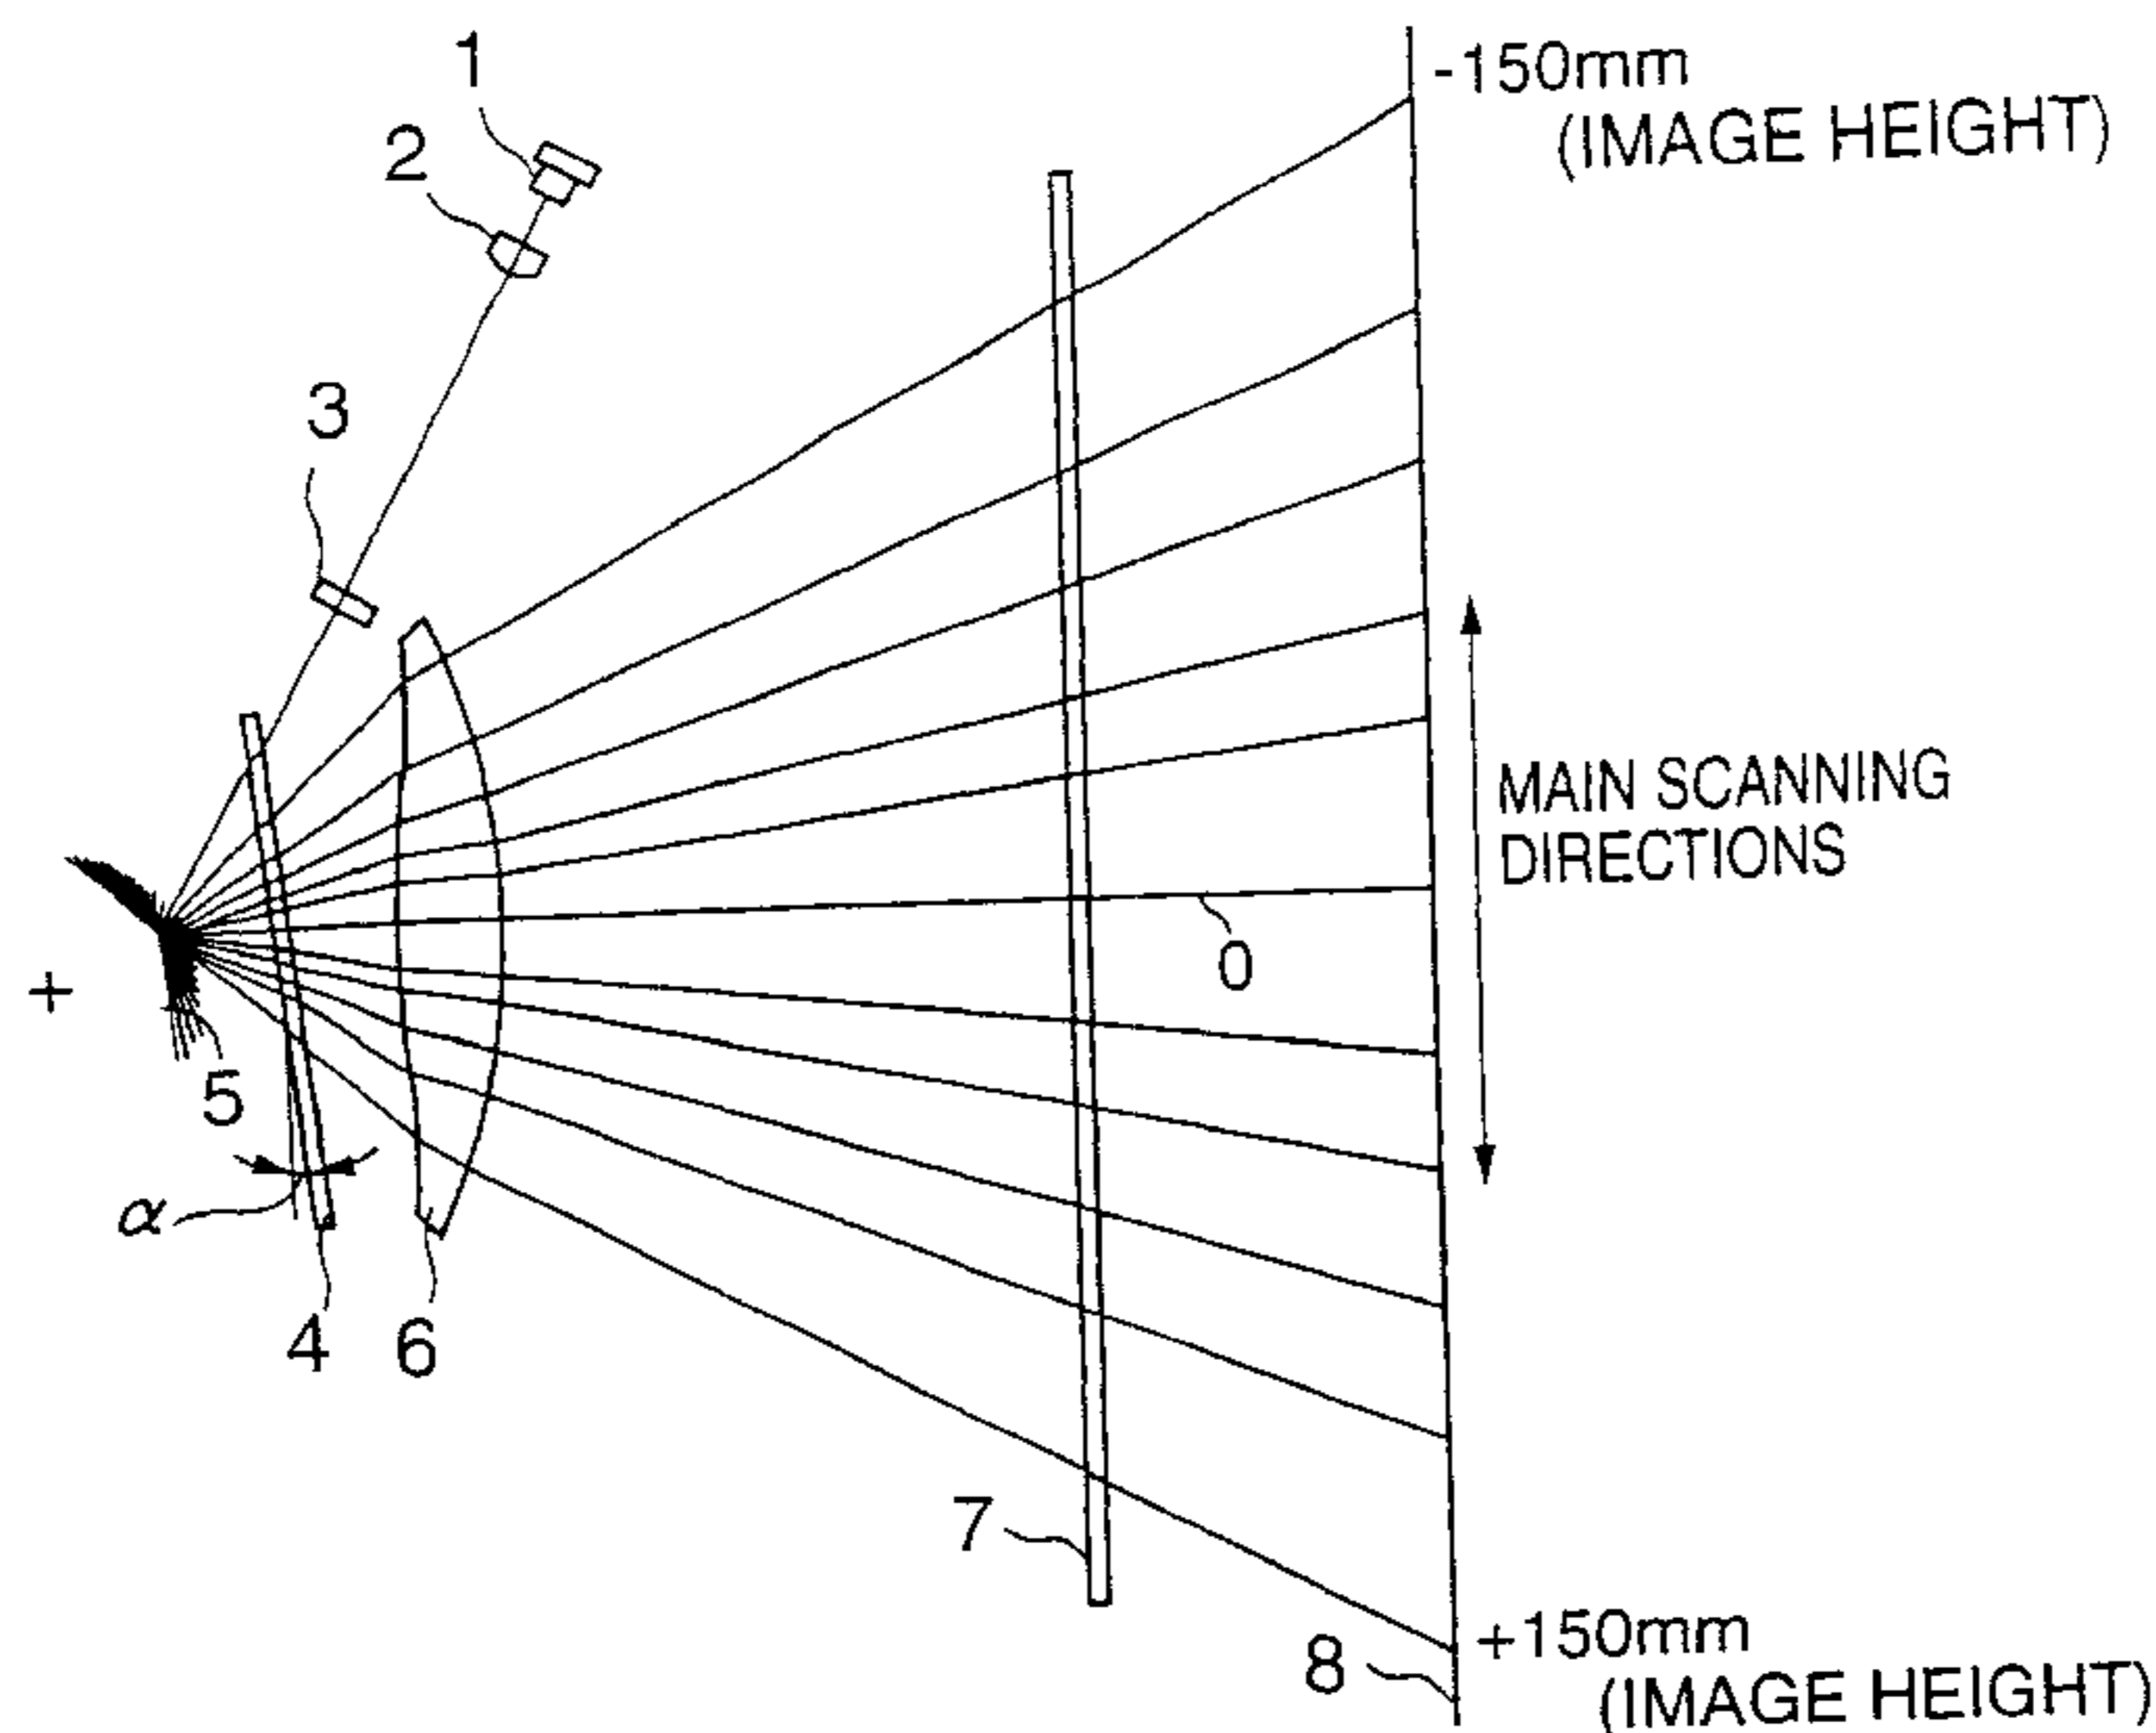 1
-150mm
(IMAGE HEIGHT)
2
3
MAIN SCANNING
DIRECTIONS
0
+
5
α
4
6
7
8
+150mm
(IMAGE HEIGHT)